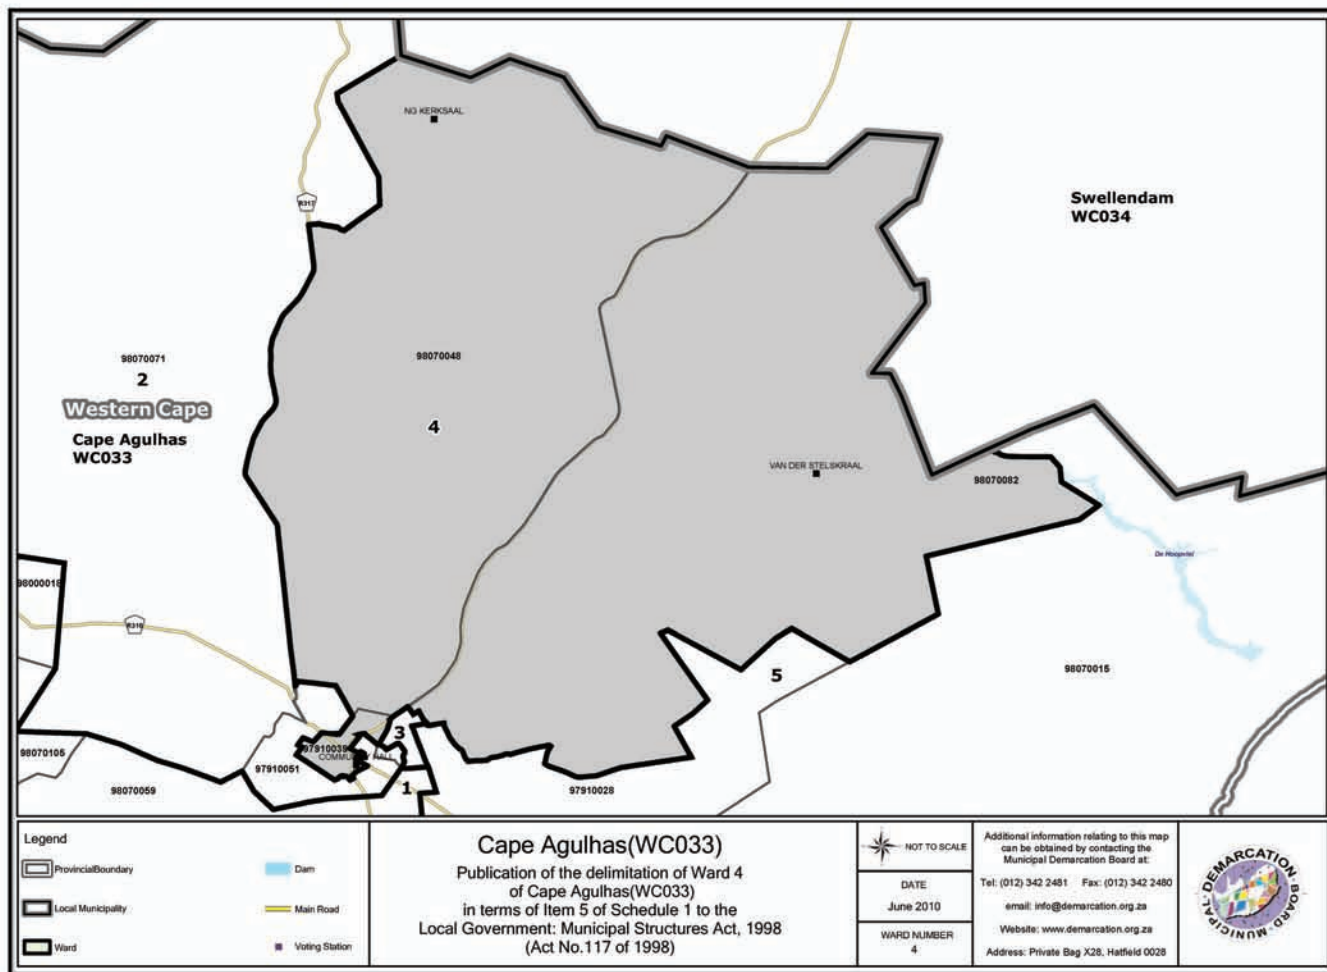 NG KERKSAAL
R317
Swellendam
WC034
98070071
2
98070048
Western Cape
4
Cape Agulhas
WC033
VAN DER STELSKRAAL
98070082
De Hoopvlei
98000018
R316
98070015
5
3
97910039
COMMUNITY HALL
98070105
97910051
98070059
1
97910028
Legend
ProvincialBoundary
Local Municipality
Ward
Dam
Main Road
Voting Station
Cape Agulhas(WC033)
Publication of the delimitation of Ward 4
of Cape Agulhas(WC033)
in terms of Item 5 of Schedule 1 to the
Local Government: Municipal Structures Act, 1998
(Act No.117 of 1998)
NOT TO SCALE
DATE
June 2010
WARD NUMBER
4
Additional information relating to this map
can be obtained by contacting the
Municipal Demarcation Board at:
Tel: (012) 342 2481 Fax: (012) 342 2480
email: info@demarcation.org.za
Website: www.demarcation.org.za
Address: Private Bag X28, Hatfield 0028
MUNICIPAL DEMARCATION BOARD